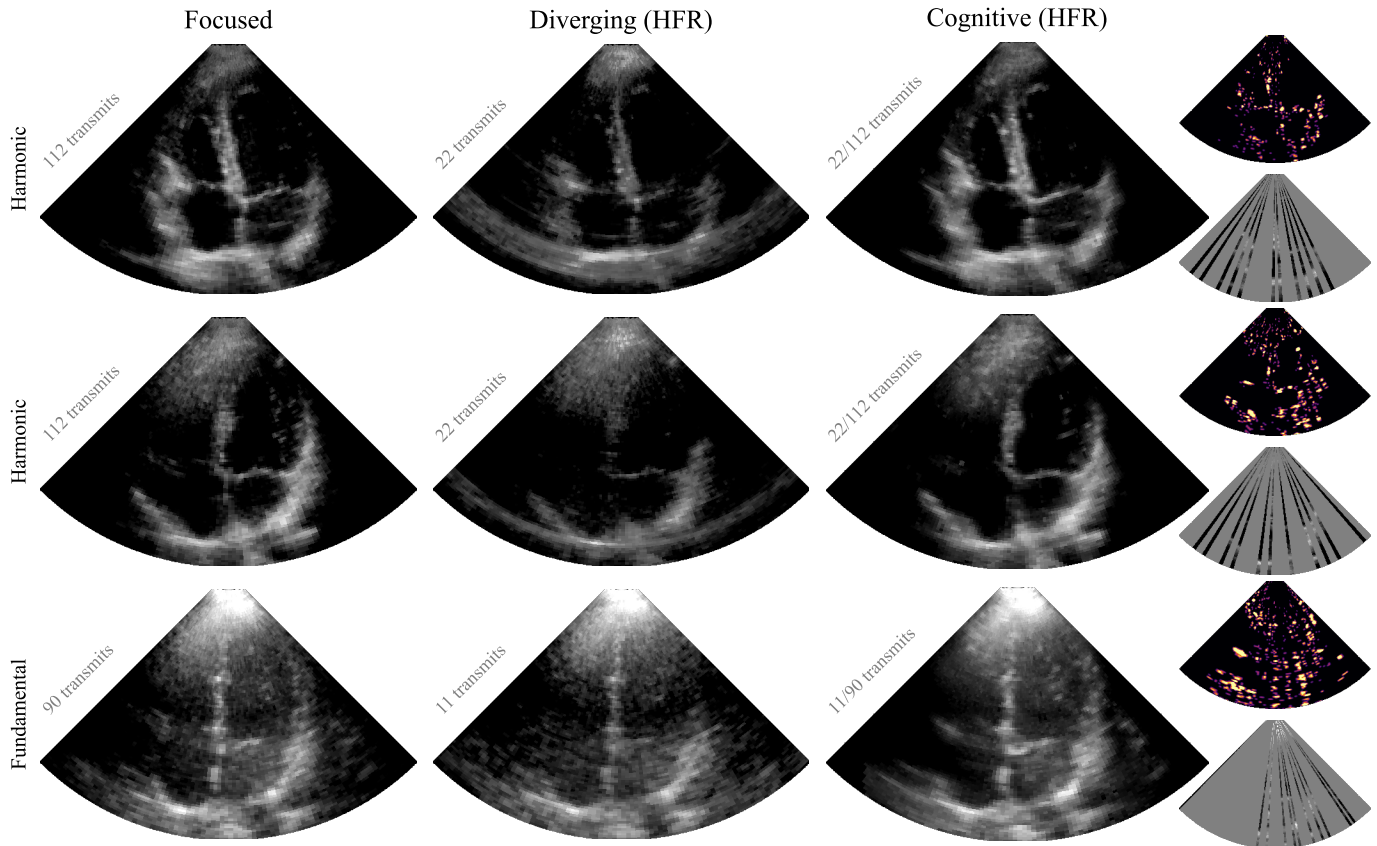 Focused
Diverging (HFR)
Cognitive (HFR)
Harmonic
112 transmits
22 transmits
22/112 transmits
Harmonic
112 transmits
22 transmits
22/112 transmits
Fundamental
90 transmits
11 transmits
11/90 transmits